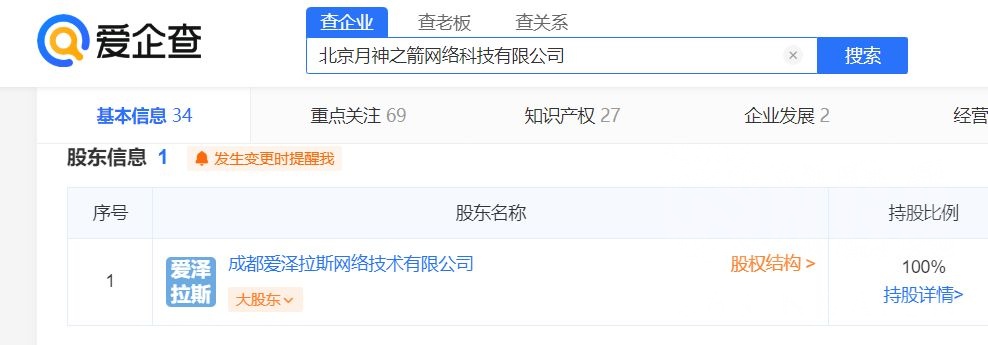 爱企查
查企业 查老板 查关系
北京月神之箭网络科技有限公司 × 搜索
基本信息 34 重点关注 69 知识产权 27 企业发展 2 经营
股东信息 1 发生变更时提醒我
序号 股东名称 持股比例
1 爱泽拉斯 成都爱泽拉斯网络技术有限公司 股权结构 > 100%
大股东 持股详情>